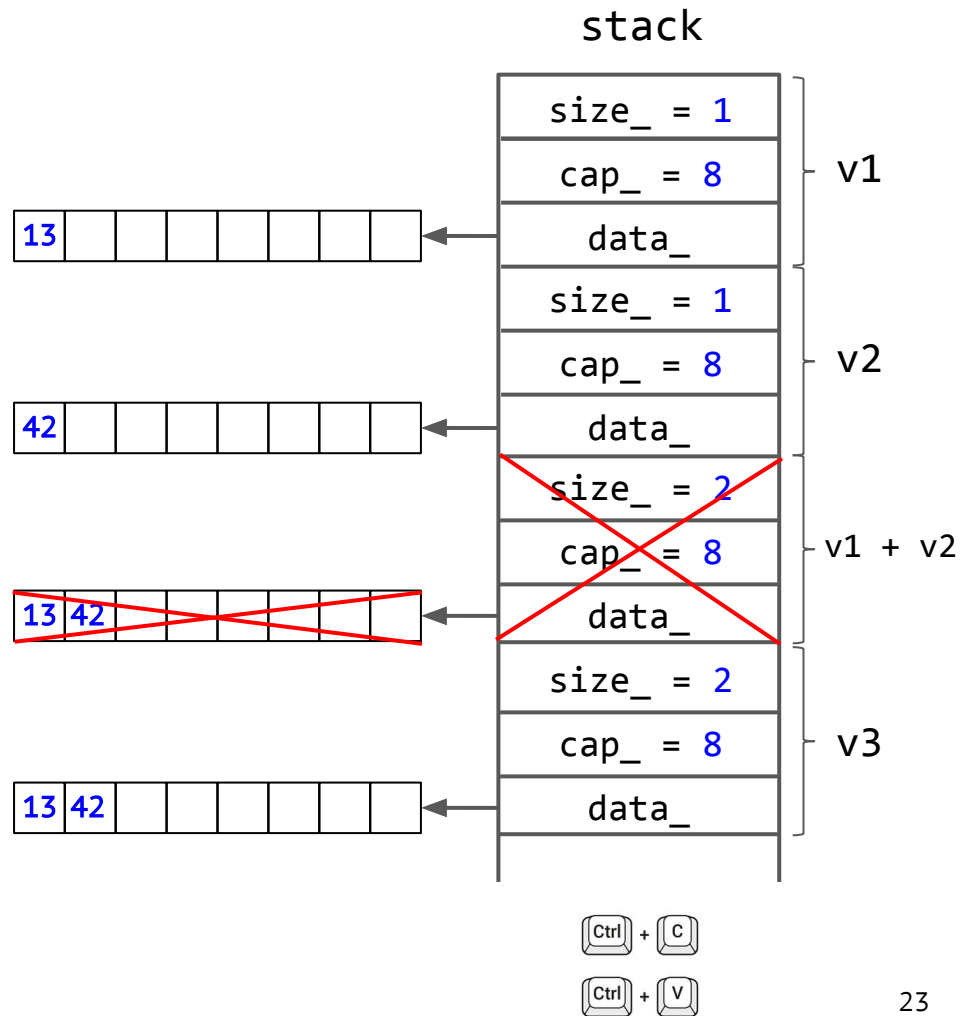 stack
size_ = 1
cap_ = 8
v1
13
data_
size_ = 1
cap_ = 8
v2
42
data_
size_ = 2
cap_ = 8
v1 + v2
13 42
data_
size_ = 2
cap_ = 8
v3
13 42
data_
Ctrl + C
Ctrl + V
23